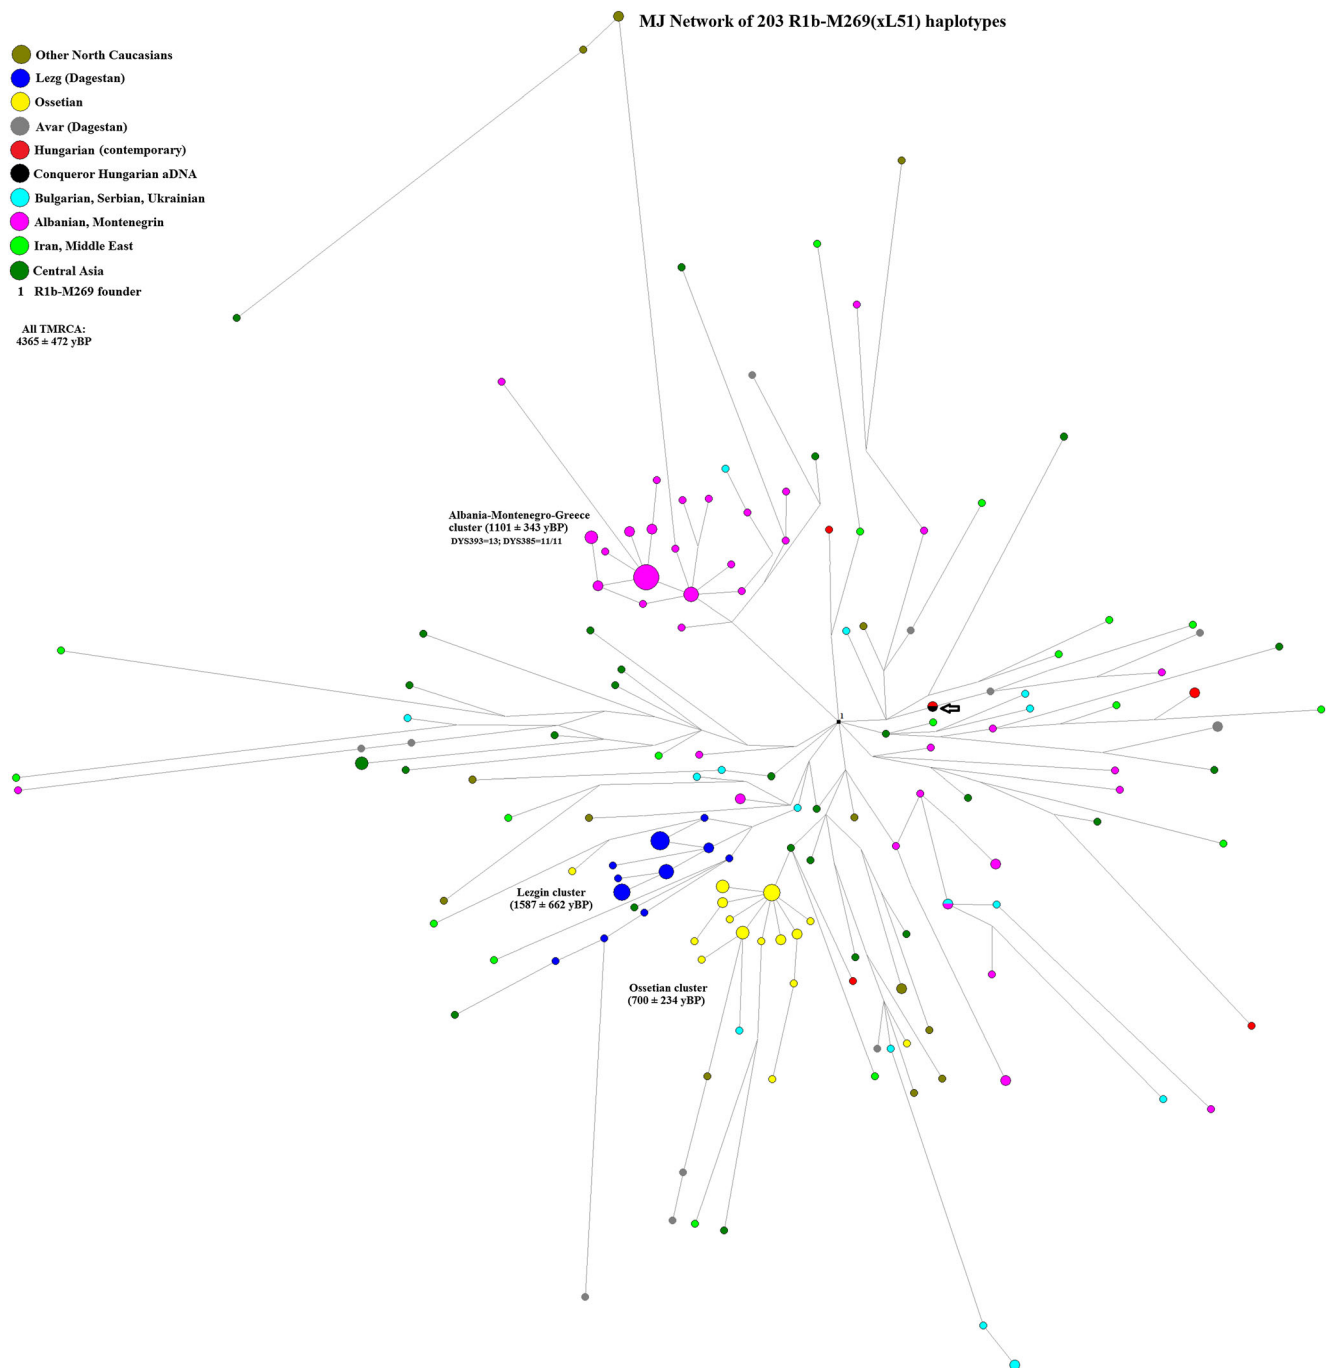 MJ Network of 203 R1b-M269(xL51) haplotypes
Other North Caucasians
Lezg (Dagestan)
Ossetian
Avar (Dagestan)
Hungarian (contemporary)
Conqueror Hungarian aDNA
Bulgarian, Serbian, Ukrainian
Albanian, Montenegrin
Iran, Middle East
Central Asia
1 R1b-M269 founder
All TMRCA:
4365 ± 472 yBP
Albania-Montenegro-Greece
cluster (1101 ± 343 yBP)
DYS393=13; DYS385=11/11
1
Lezgin cluster
(1587 ± 662 yBP)
Ossetian cluster
(700 ± 234 yBP)